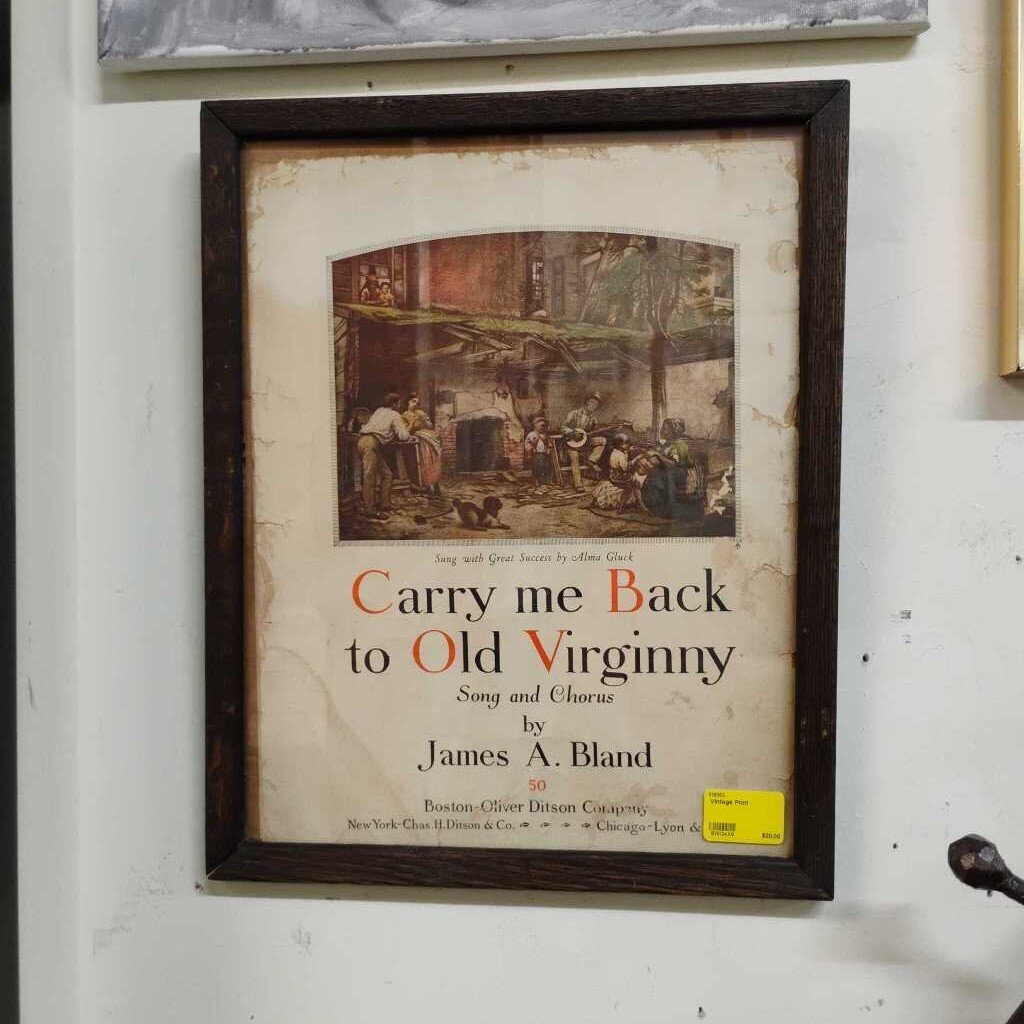 Sung with Great Success by Alma Gluck
Carry me Back
to Old Virginny
Song and Chorus
by
James A. Bland
50
Boston-Oliver Ditson Company
New York-Chas. H. Ditson & Co. Chicago-Lyon &
Vintage Print